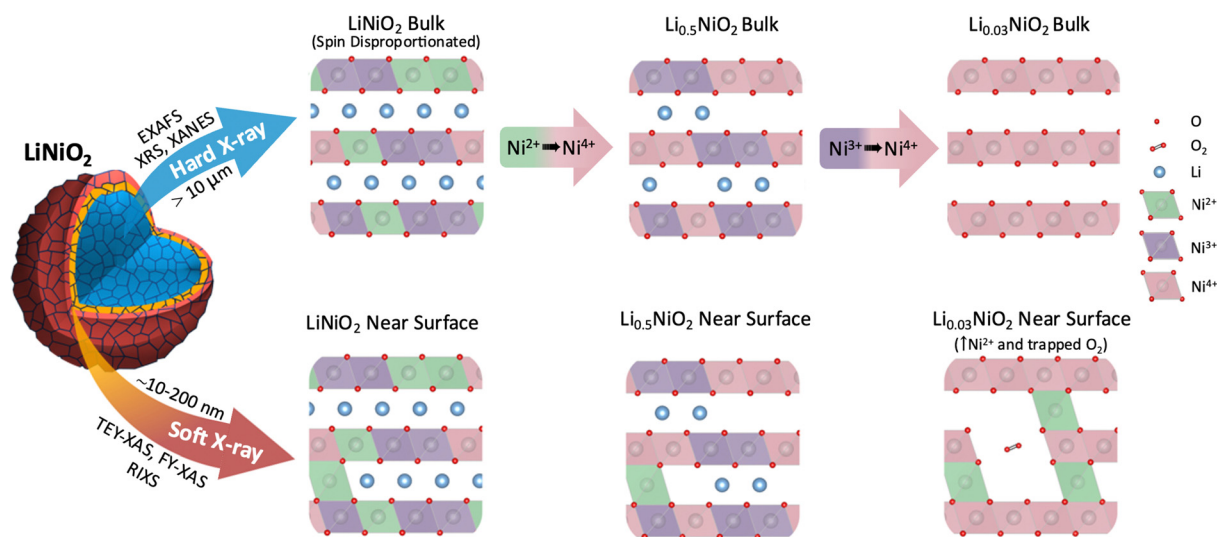 LiNiO₂
EXAFS
XRS, XANES
Hard X-ray
> 10 μm
~10-200 nm
Soft X-ray
TEY-XAS, FY-XAS
RIXS
LiNiO₂ Bulk
(Spin Disproportionated)
Ni²⁺ ➡ Ni⁴⁺
Li₀.₅NiO₂ Bulk
Ni³⁺ ➡ Ni⁴⁺
Li₀.₀₃NiO₂ Bulk
O
O₂
Li
Ni²⁺
Ni³⁺
Ni⁴⁺
LiNiO₂ Near Surface
Li₀.₅NiO₂ Near Surface
Li₀.₀₃NiO₂ Near Surface
(↑Ni²⁺ and trapped O₂)